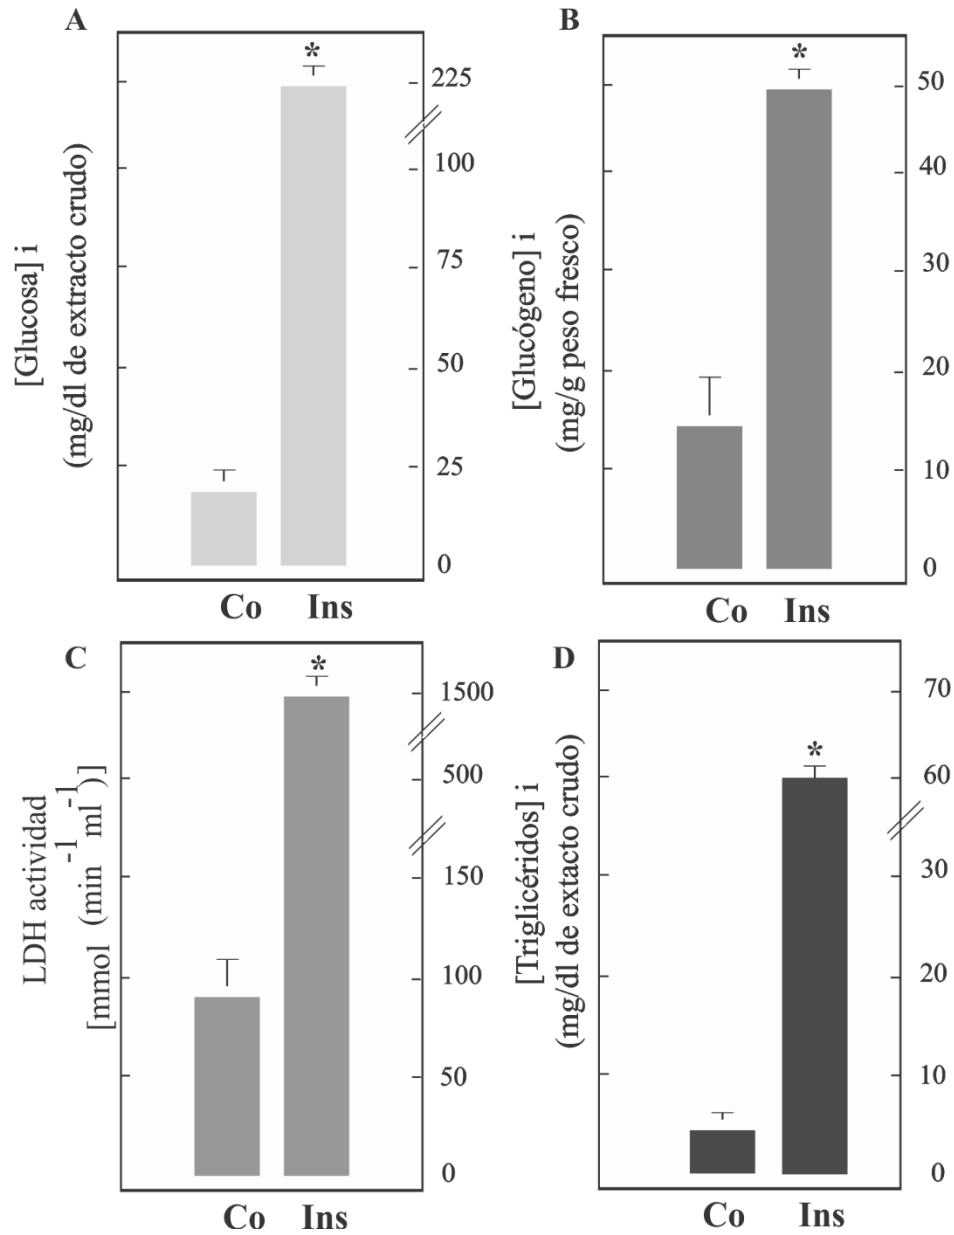 A
*
225
100
75
50
25
0
[Glucosa] i
(mg/dl de extracto crudo)
Co Ins
B
*
50
40
30
20
10
0
[Glucógeno] i
(mg/g peso fresco)
Co Ins
C
*
1500
500
150
100
50
0
LDH actividad
[mmol (min-1 ml-1)]
Co Ins
D
*
70
60
30
20
10
0
[Triglicéridos] i
(mg/dl de extacto crudo)
Co Ins